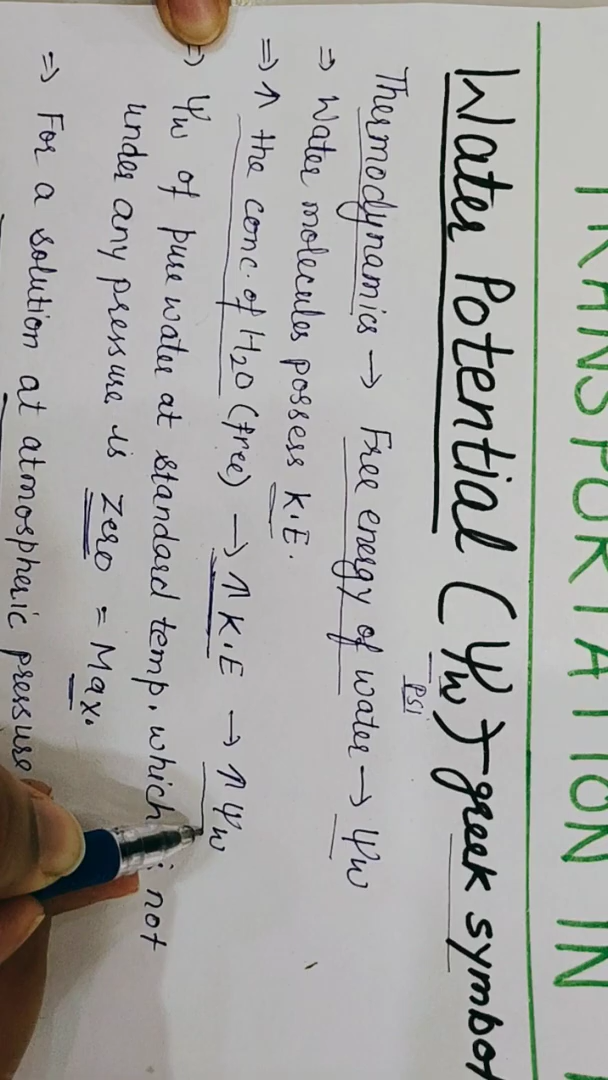 TRANSPORTATION IN
Water Potential (Ψw) → greek symbol
Psi
Thermodynamics → Free energy of water → Ψw
⇒ Water molecules possess K.E.
⇒ ↑ the conc. of H2O (free) → ↑ K.E → ↑ Ψw
⇒ Ψw of pure water at standard temp. which is not
under any pressure is Zero = Max.
⇒ For a solution at atmospheric pressure